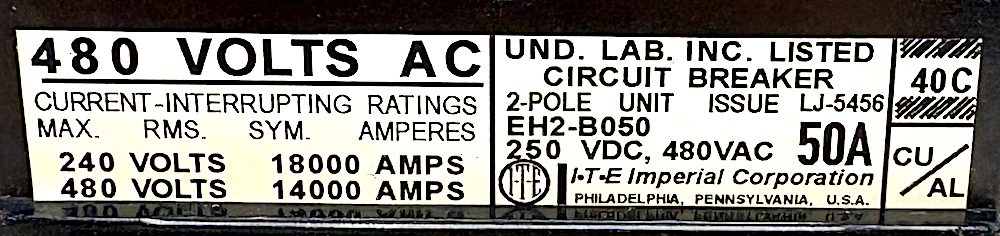 480 VOLTS AC
CURRENT-INTERRUPTING RATINGS
MAX. RMS. SYM. AMPERES
240 VOLTS 18000 AMPS
480 VOLTS 14000 AMPS
UND. LAB. INC. LISTED
CIRCUIT BREAKER
2-POLE UNIT ISSUE LJ-5456
EH2-B050
250 VDC, 480VAC 50A
I-T-E I-T-E Imperial Corporation
PHILADELPHIA, PENNSYLVANIA, U.S.A.
40C
CU/AL